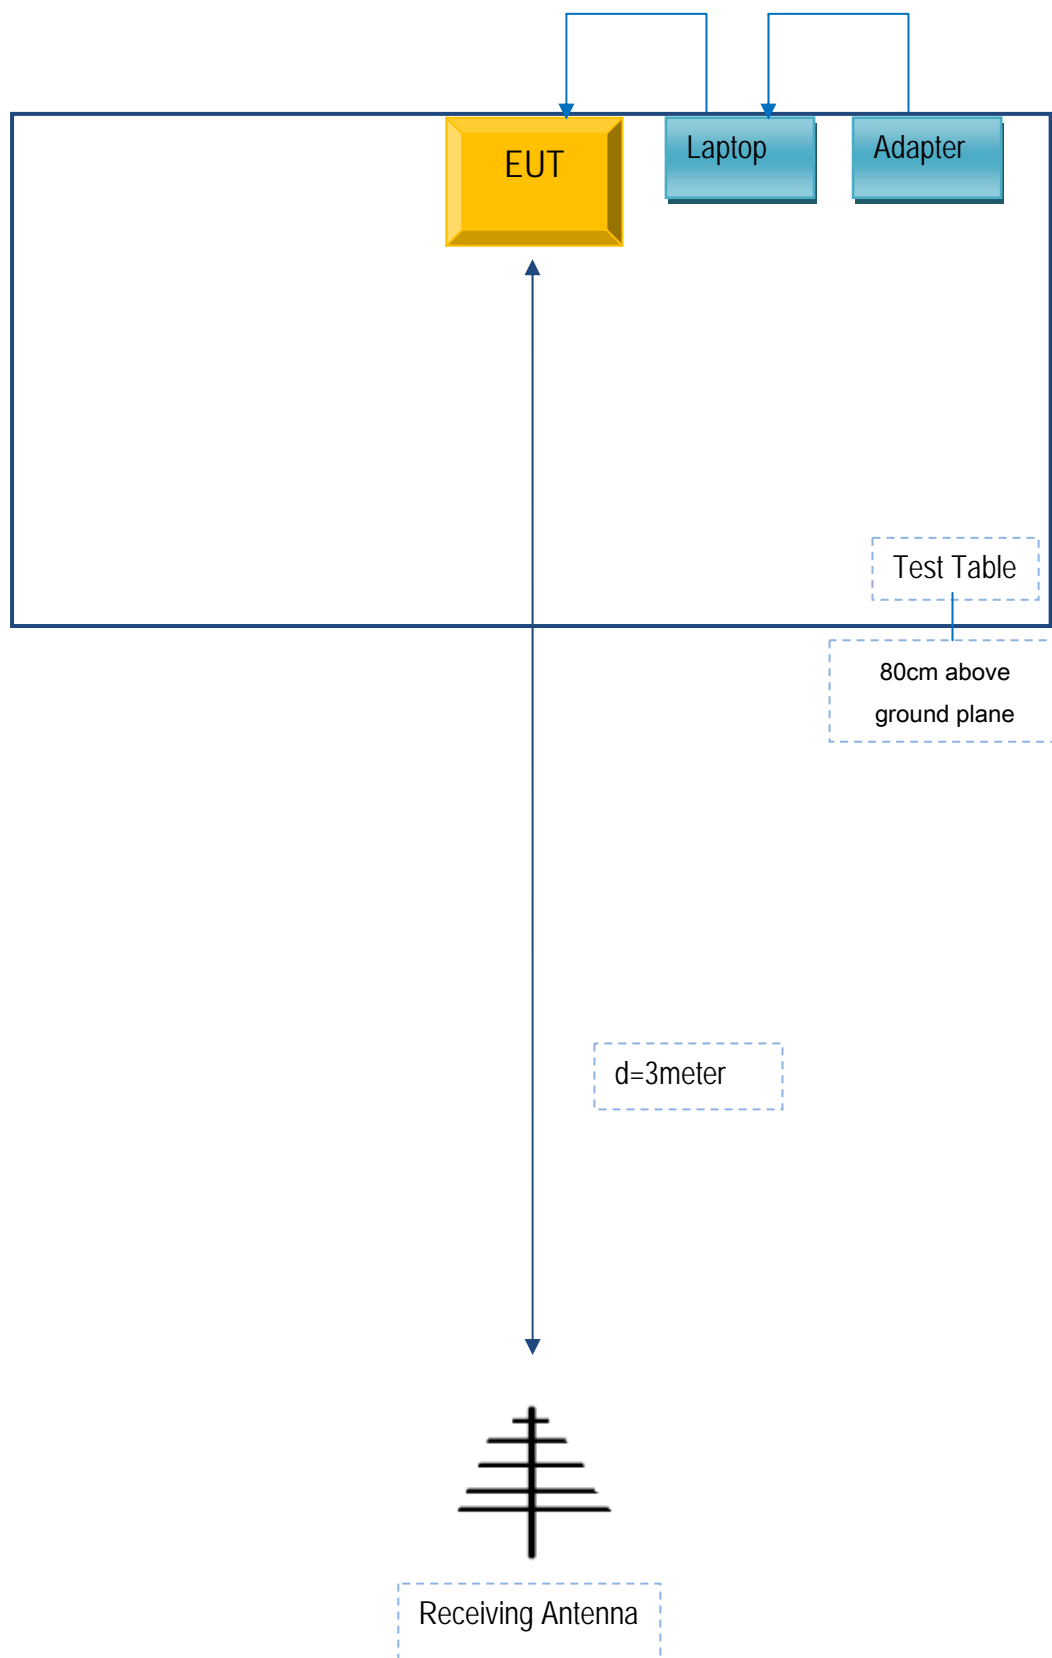 EUT
Laptop
Adapter
Test Table
80cm above
ground plane
d=3meter
Receiving Antenna